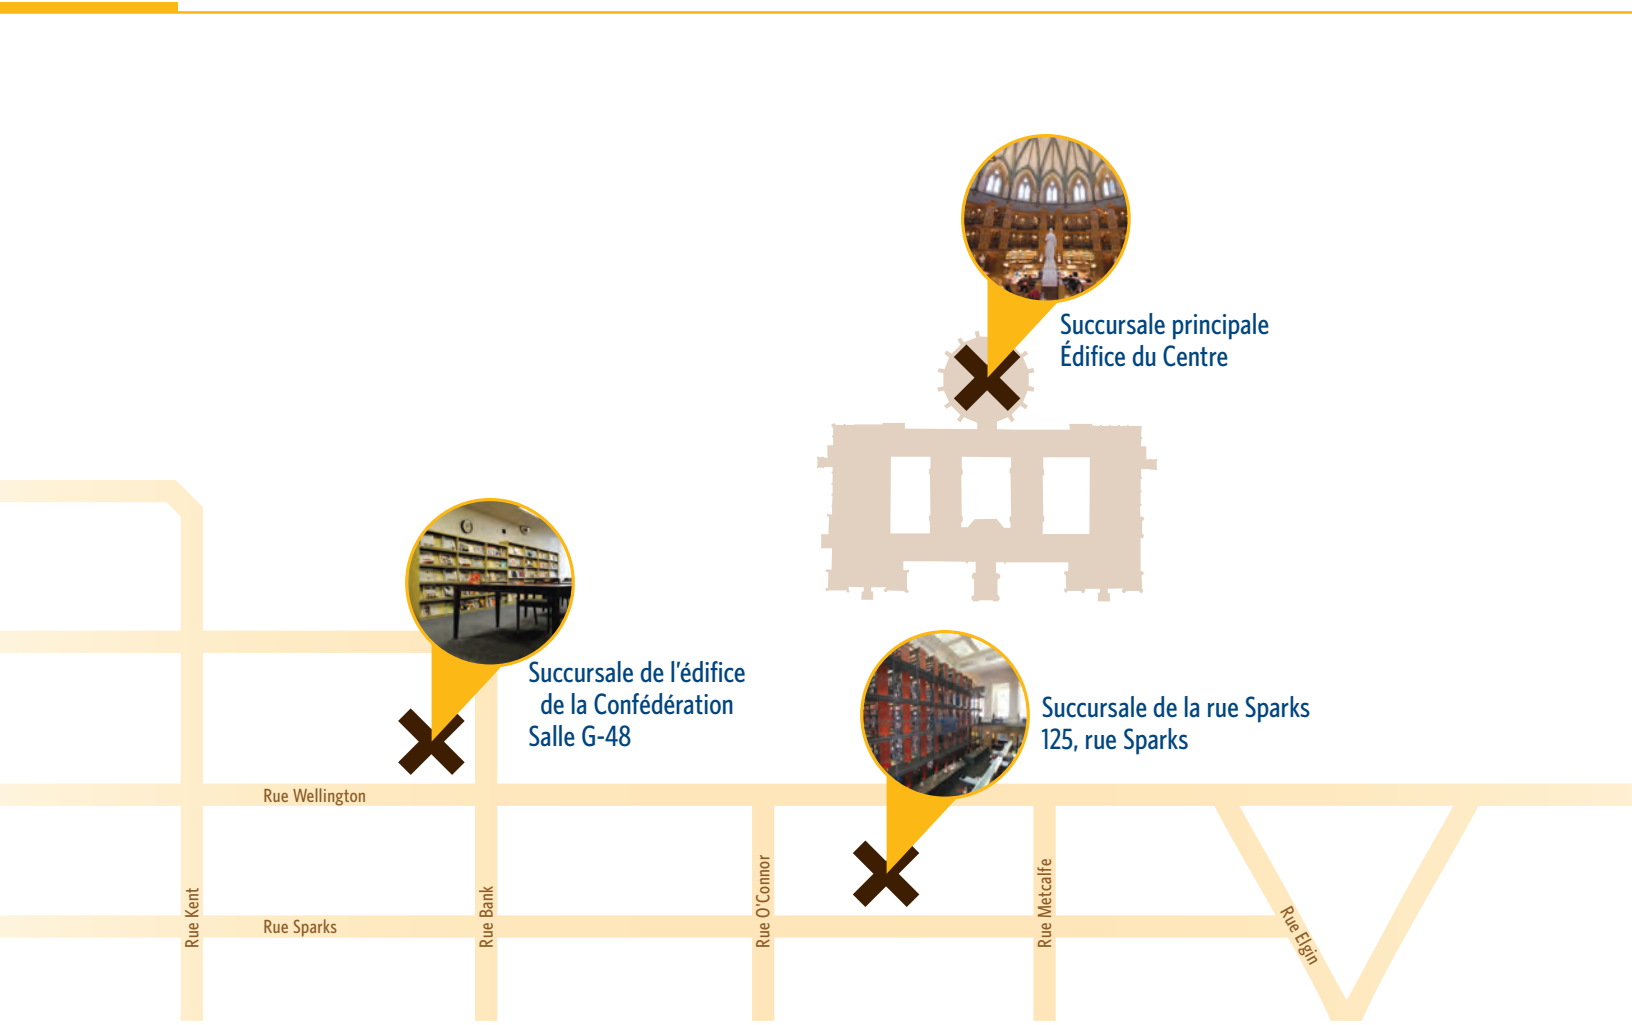 Succursale principale
Édifice du Centre
Succursale de l'édifice
de la Confédération
Salle G-48
Succursale de la rue Sparks
125, rue Sparks
Rue Wellington
Rue Kent
Rue Sparks
Rue Bank
Rue O'Connor
Rue Metcalfe
Rue Elgin